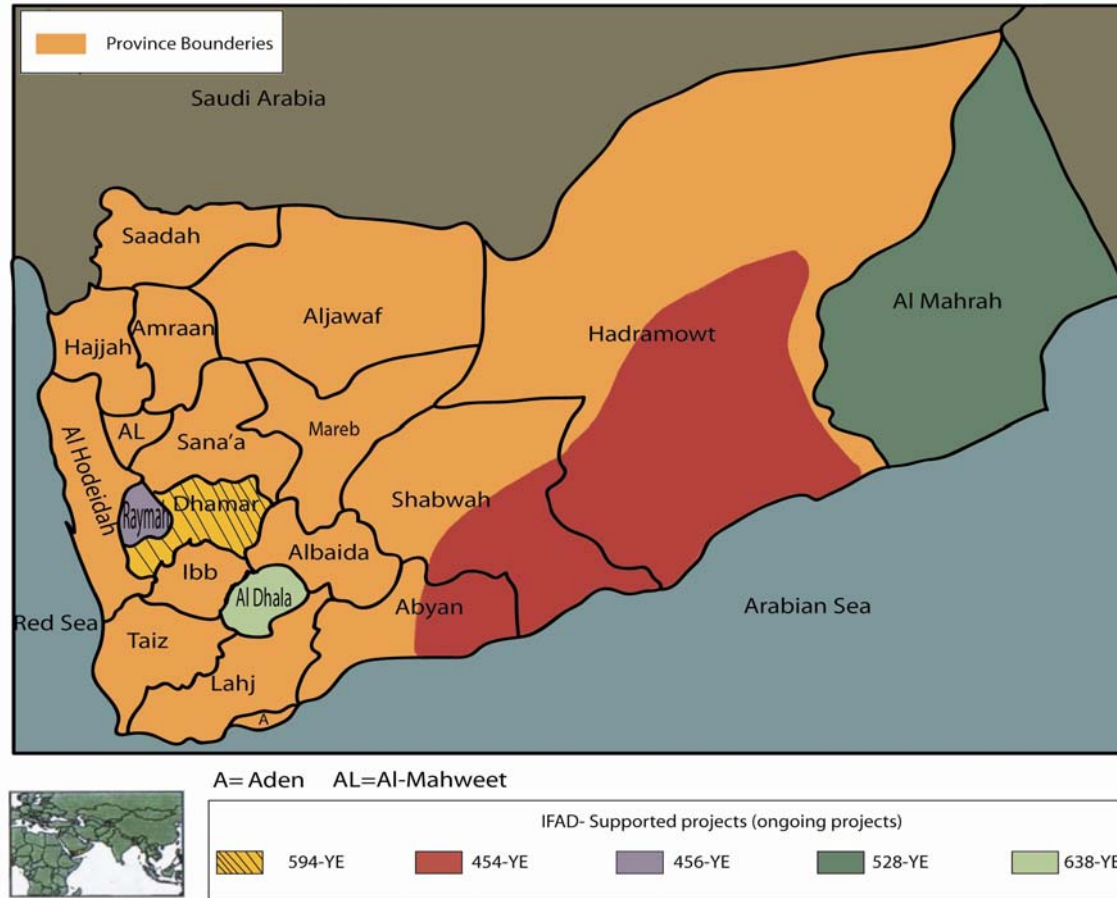 Province Bounderies
Saudi Arabia
Saadah
Aljawaf
Al Mahrah
Hajjah
Amraan
Hadramowt
AL
Sana'a
Mareb
Al Hodeidah
Raymah
Dhamar
Shabwah
Ibb
Albaida
Al Dhala
Abyan
Arabian Sea
Red Sea
Taiz
Lahj
A
A= Aden AL=Al-Mahweet
IFAD- Supported projects (ongoing projects)
594-YE 454-YE 456-YE 528-YE 638-YE